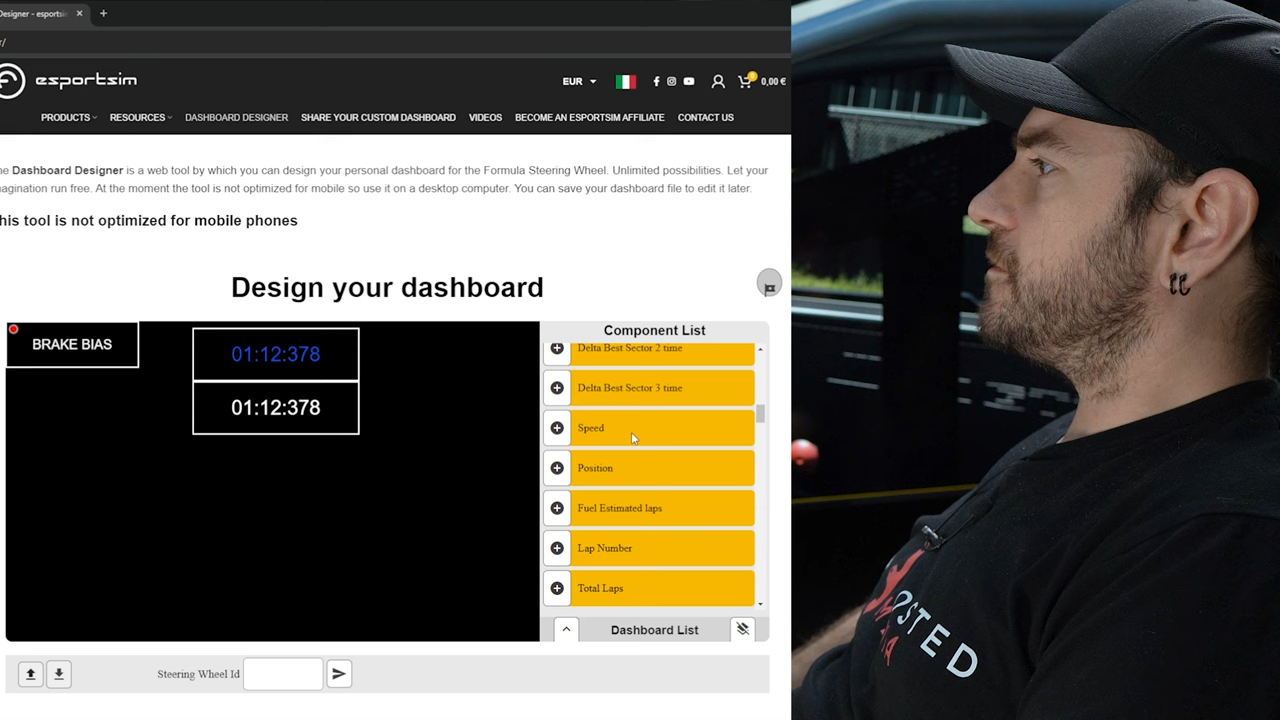 Designer - esportsi
r/
esportsim
EUR
0
0,00 €
PRODUCTS
RESOURCES
DASHBOARD DESIGNER
SHARE YOUR CUSTOM DASHBOARD
VIDEOS
BECOME AN ESPORTSIM AFFILIATE
CONTACT US
he Dashboard Designer is a web tool by which you can design your personal dashboard for the Formula Steering Wheel. Unlimited possibilities. Let your
magination run free. At the moment the tool is not optimized for mobile so use it on a desktop computer. You can save your dashboard file to edit it later.
his tool is not optimized for mobile phones
Design your dashboard
BRAKE BIAS
01:12:378
01:12:378
Component List
Delta Best Sector 2 time
Delta Best Sector 3 time
Speed
Position
Fuel Estimated laps
Lap Number
Total Laps
Dashboard List
Steering Wheel Id